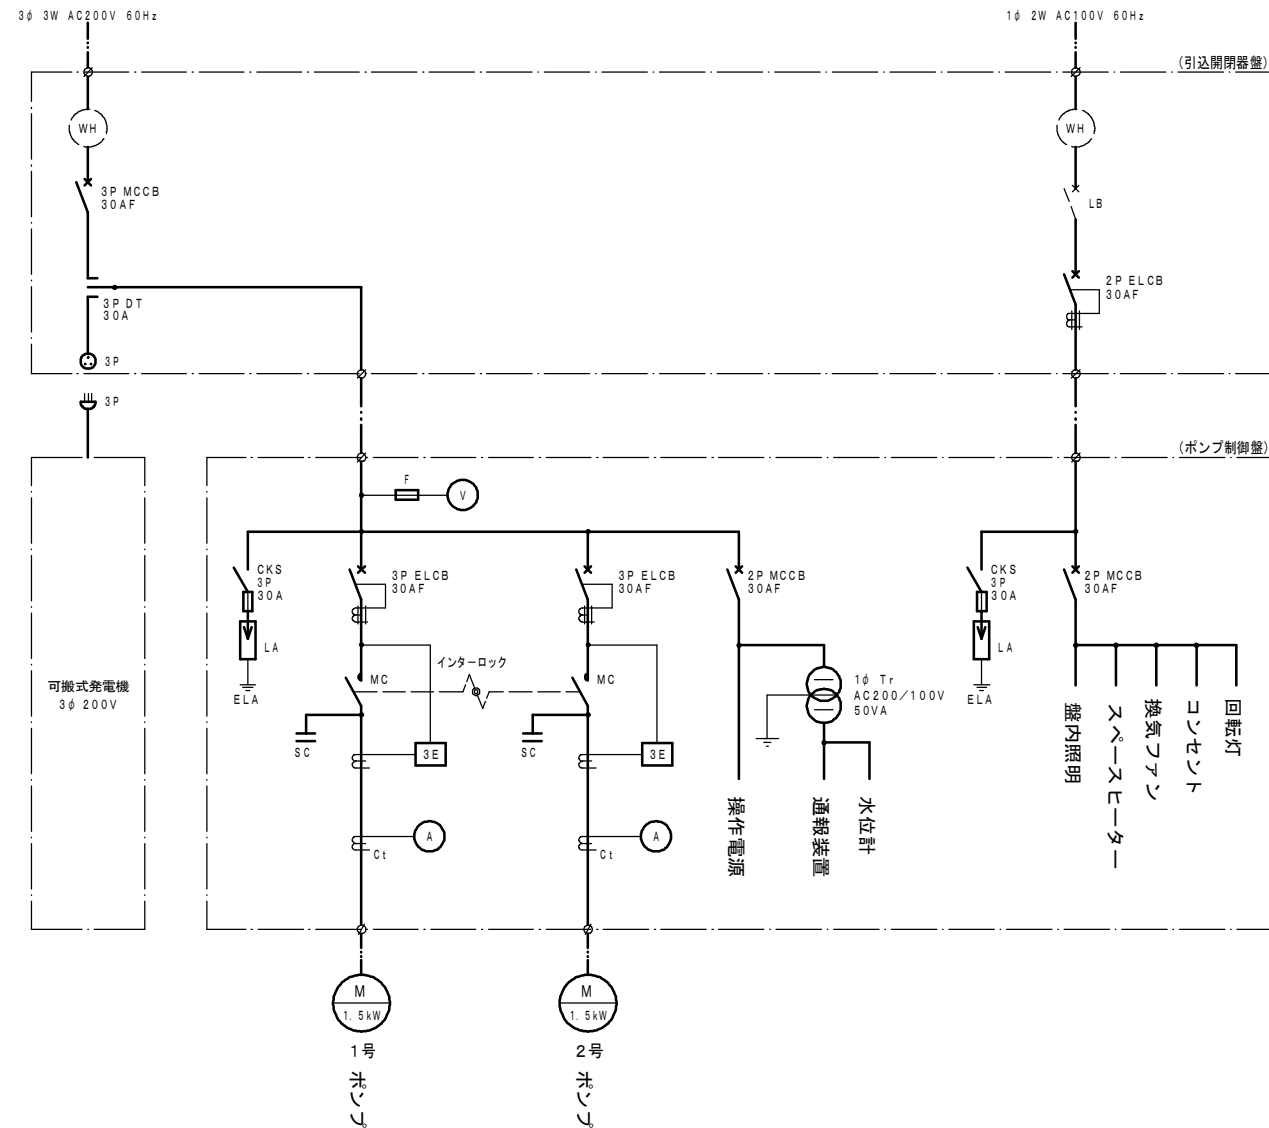 3φ 3W AC200V 60Hz
1φ 2W AC100V 60Hz
(引込開閉器盤)
WH
WH
3P MCCB
30AF
LB
2P ELCB
30AF
3P DT
30A
3P
3P
(ポンプ制御盤)
F
V
CKS
3P
30A
3P ELCB
30AF
3P ELCB
30AF
2P MCCB
30AF
CKS
3P
30A
2P MCCB
30AF
LA
LA
インターロック
可搬式発電機
3φ 200V
ELA
MC
MC
1φ Tr
AC200/100V
50VA
ELA
SC
3E
SC
3E
盤内照明
スペースヒーター
換気ファン
コンセント
回転灯
操作電源
通報装置
水位計
A
Ct
A
Ct
M
1.5kW
M
1.5kW
1号
ポンプ
2号
ポンプ